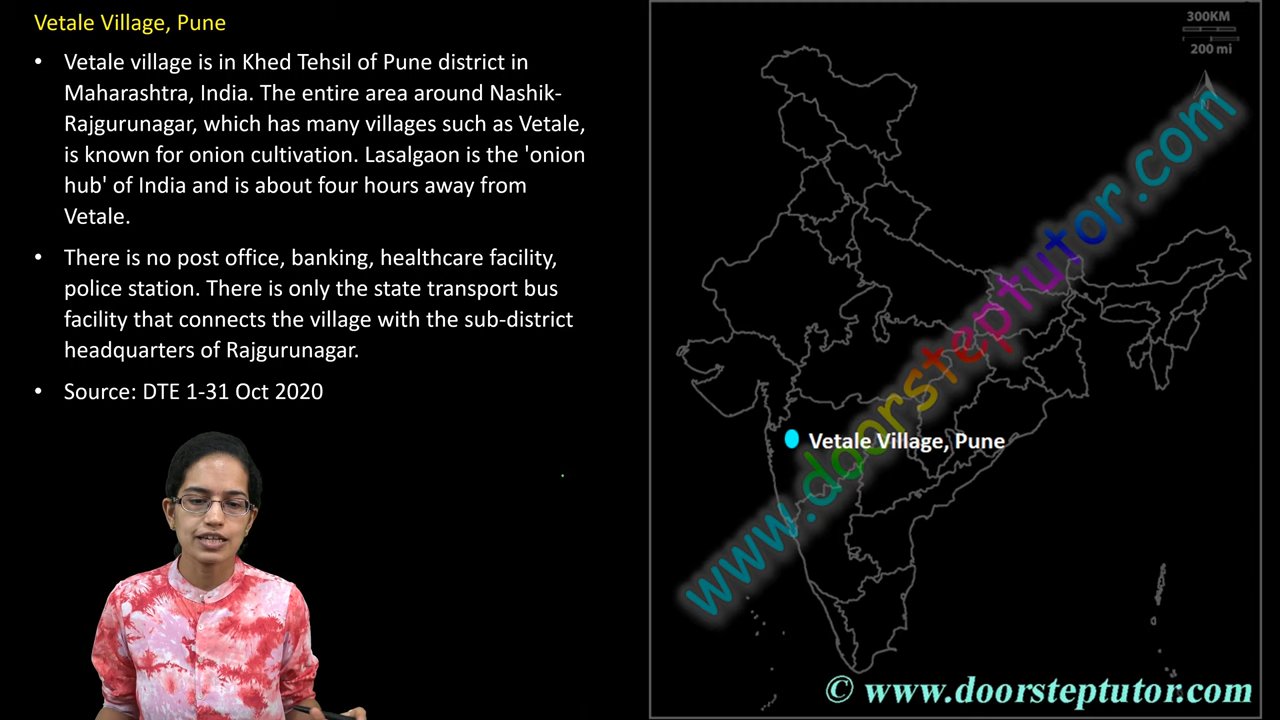 Vetale Village, Pune
• Vetale village is in Khed Tehsil of Pune district in
Maharashtra, India. The entire area around Nashik-
Rajgurunagar, which has many villages such as Vetale,
is known for onion cultivation. Lasalgaon is the 'onion
hub' of India and is about four hours away from
Vetale.
• There is no post office, banking, healthcare facility,
police station. There is only the state transport bus
facility that connects the village with the sub-district
headquarters of Rajgurunagar.
• Source: DTE 1-31 Oct 2020
300KM
200 mi
www.doorsteptutor.com
Vetale Village, Pune
© www.doorsteptutor.com